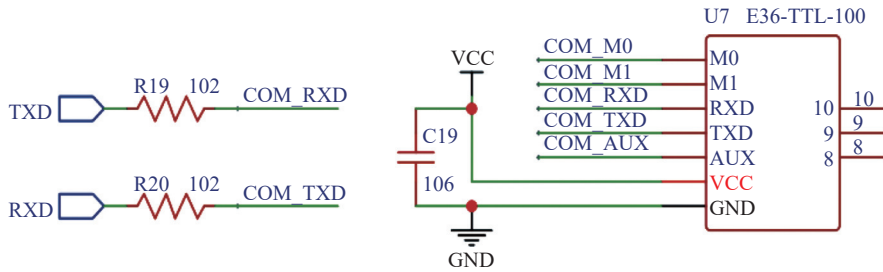 U7 E36-TTL-100
VCC
COM_M0
M0
COM_M1
M1
R19 102 COM_RXD
TXD
COM_RXD
RXD
10 10
COM_TXD
TXD
9 9
C19
COM_AUX
AUX
8 8
106
VCC
R20 102 COM_TXD
RXD
GND
GND